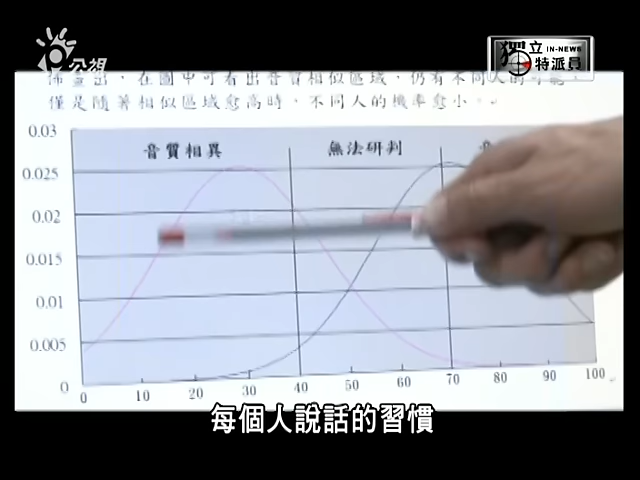 公視
獨立特派員
IN-NEWS
在圖中可看出音質相似區域，仍有不同人的可能，
僅是隨著相似區域愈高時，不同人的機率愈小。
0.03
音質相異 無法研判
0.025
0.02
0.015
0.01
0.005
0
0 10 20 30 40 50 60 70 80 90 100
每個人說話的習慣